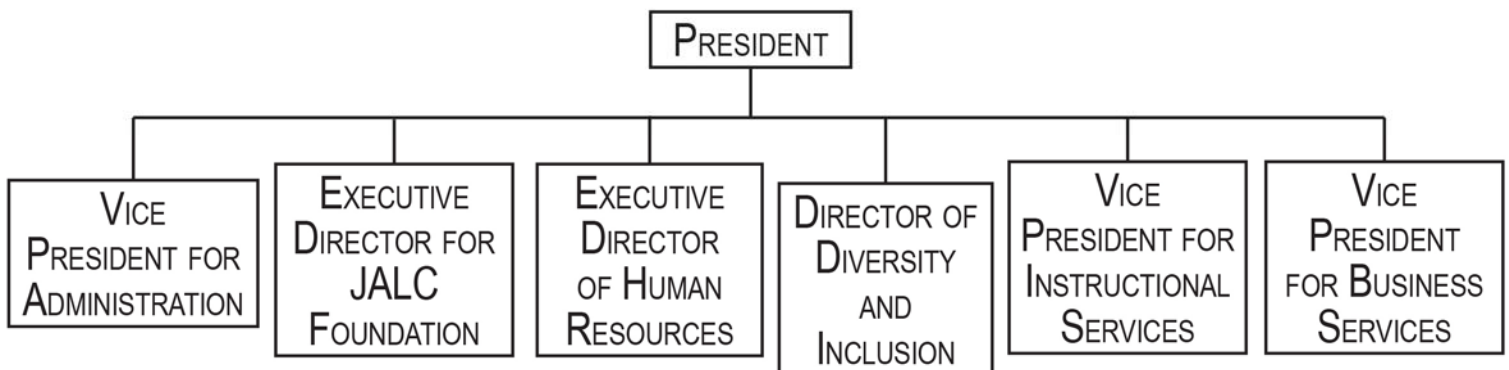 PRESIDENT
VICE
PRESIDENT FOR
ADMINISTRATION
EXECUTIVE
DIRECTOR FOR
JALC
FOUNDATION
EXECUTIVE
DIRECTOR
OF HUMAN
RESOURCES
DIRECTOR OF
DIVERSITY
AND
INCLUSION
VICE
PRESIDENT FOR
INSTRUCTIONAL
SERVICES
VICE
PRESIDENT
FOR BUSINESS
SERVICES